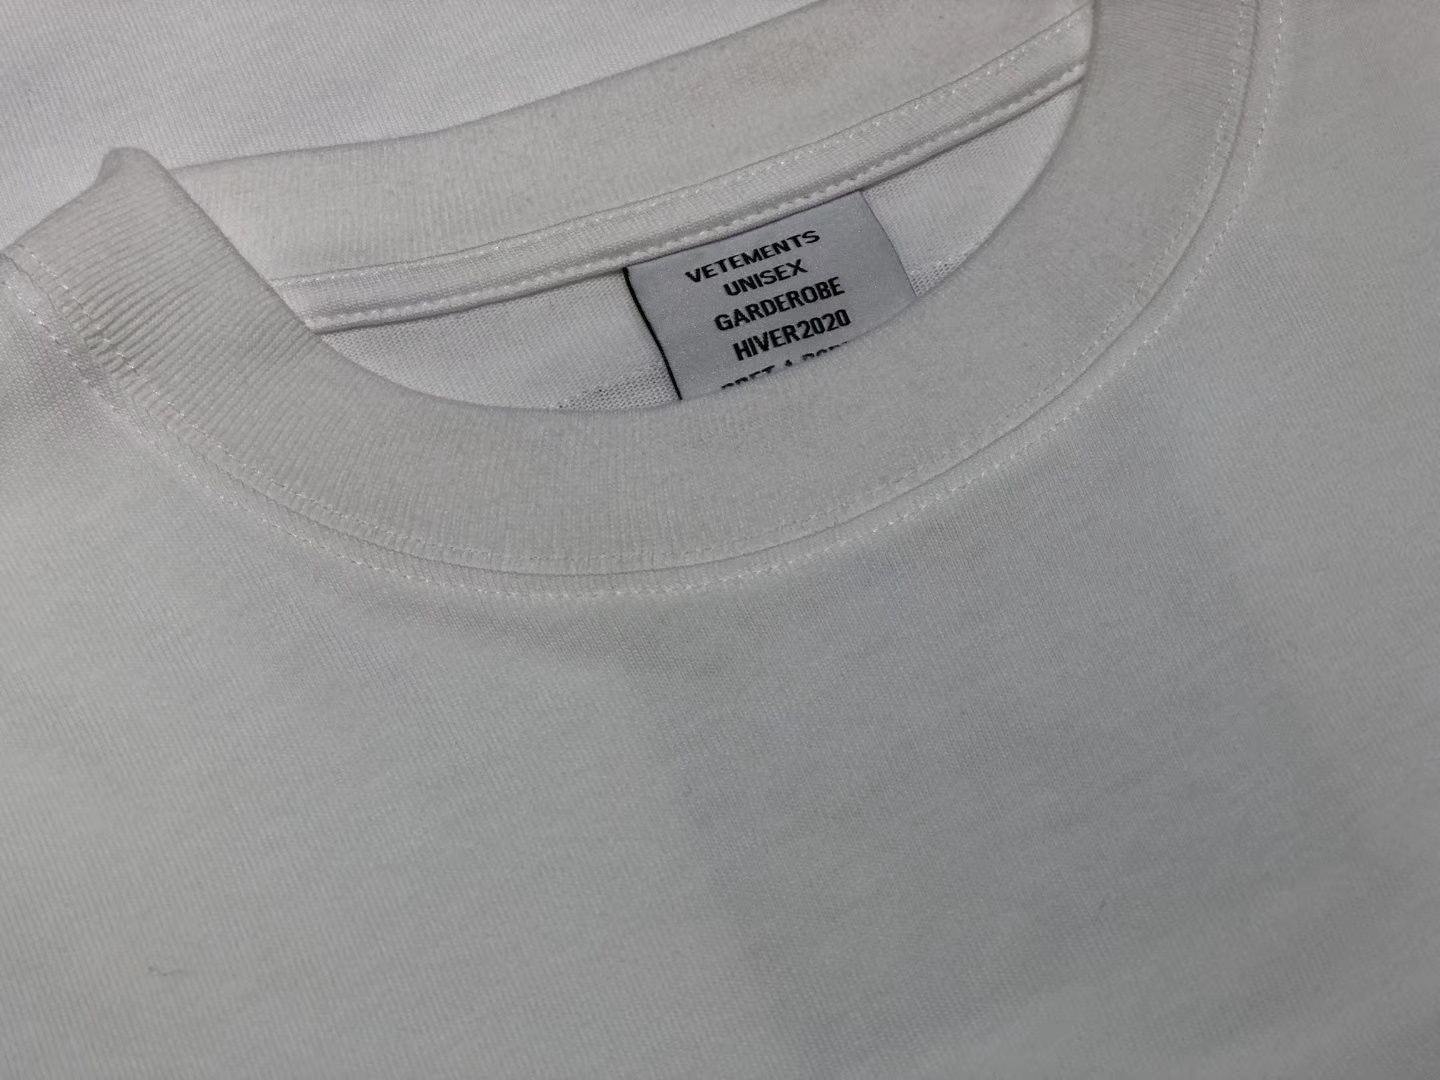 VETEMENTS
UNISEX
GARDEROBE
HIVER2020